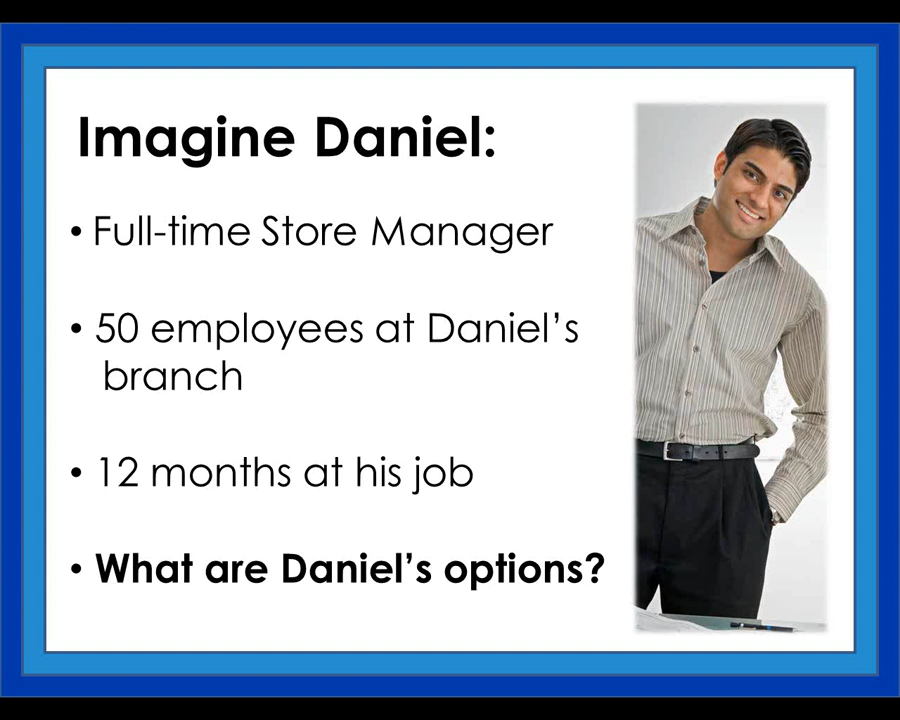 Imagine Daniel:
• Full-time Store Manager
• 50 employees at Daniel’s
branch
• 12 months at his job
• What are Daniel’s options?